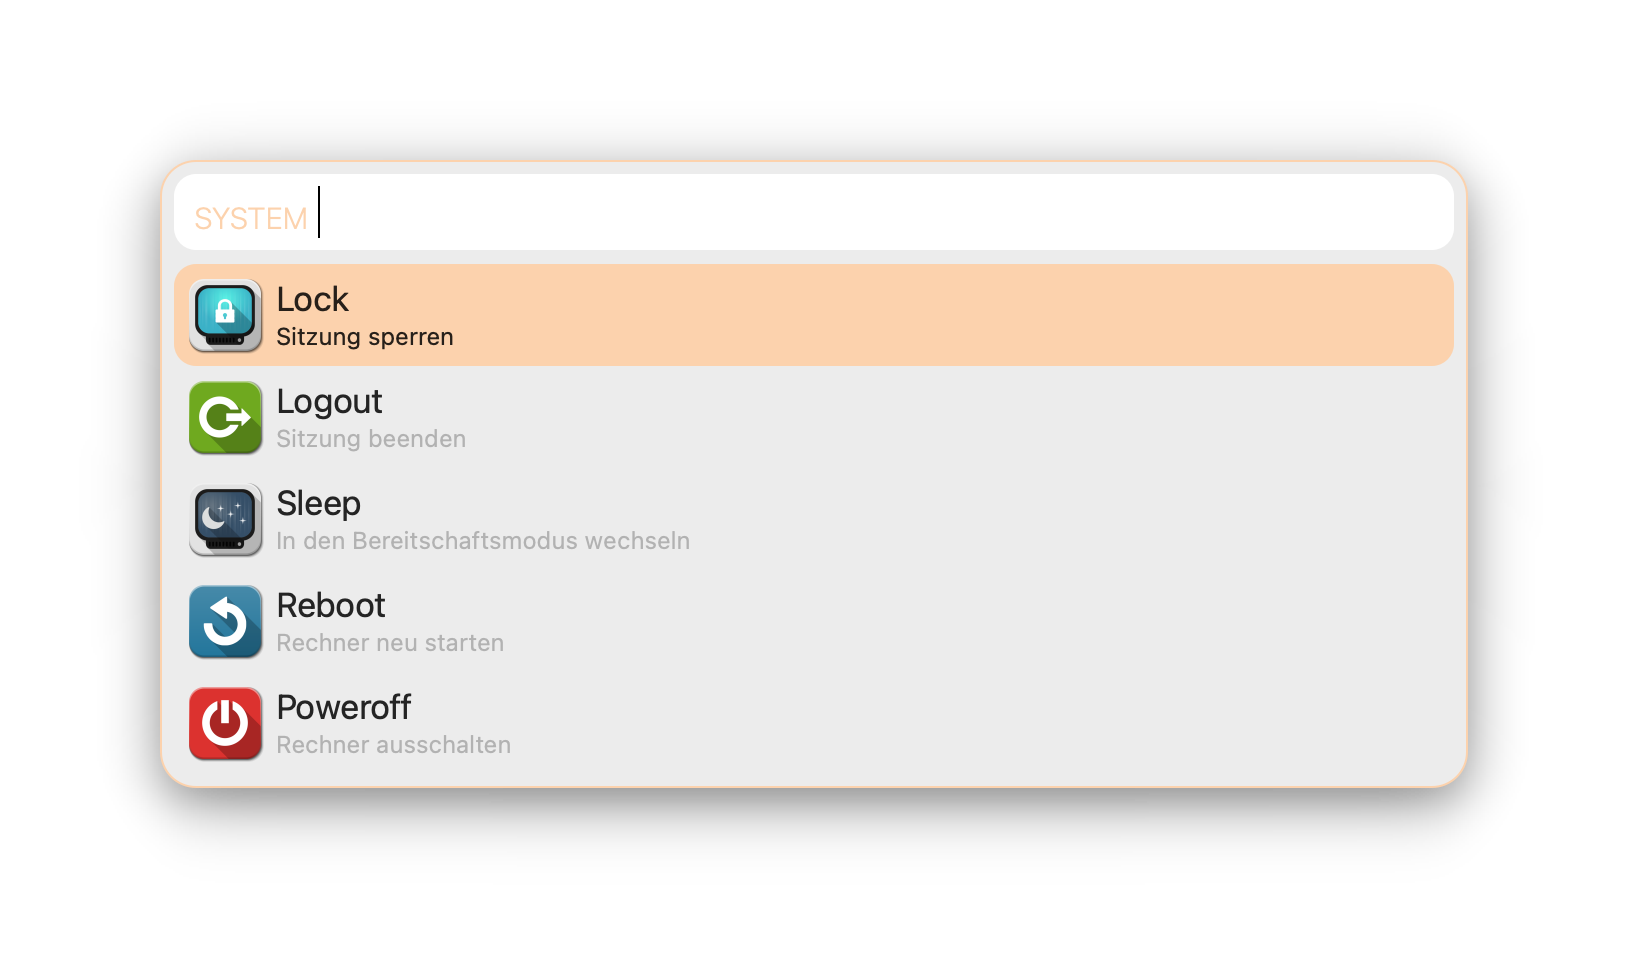 SYSTEM
Lock
Sitzung sperren
Logout
Sitzung beenden
Sleep
In den Bereitschaftsmodus wechseln
Reboot
Rechner neu starten
Poweroff
Rechner ausschalten